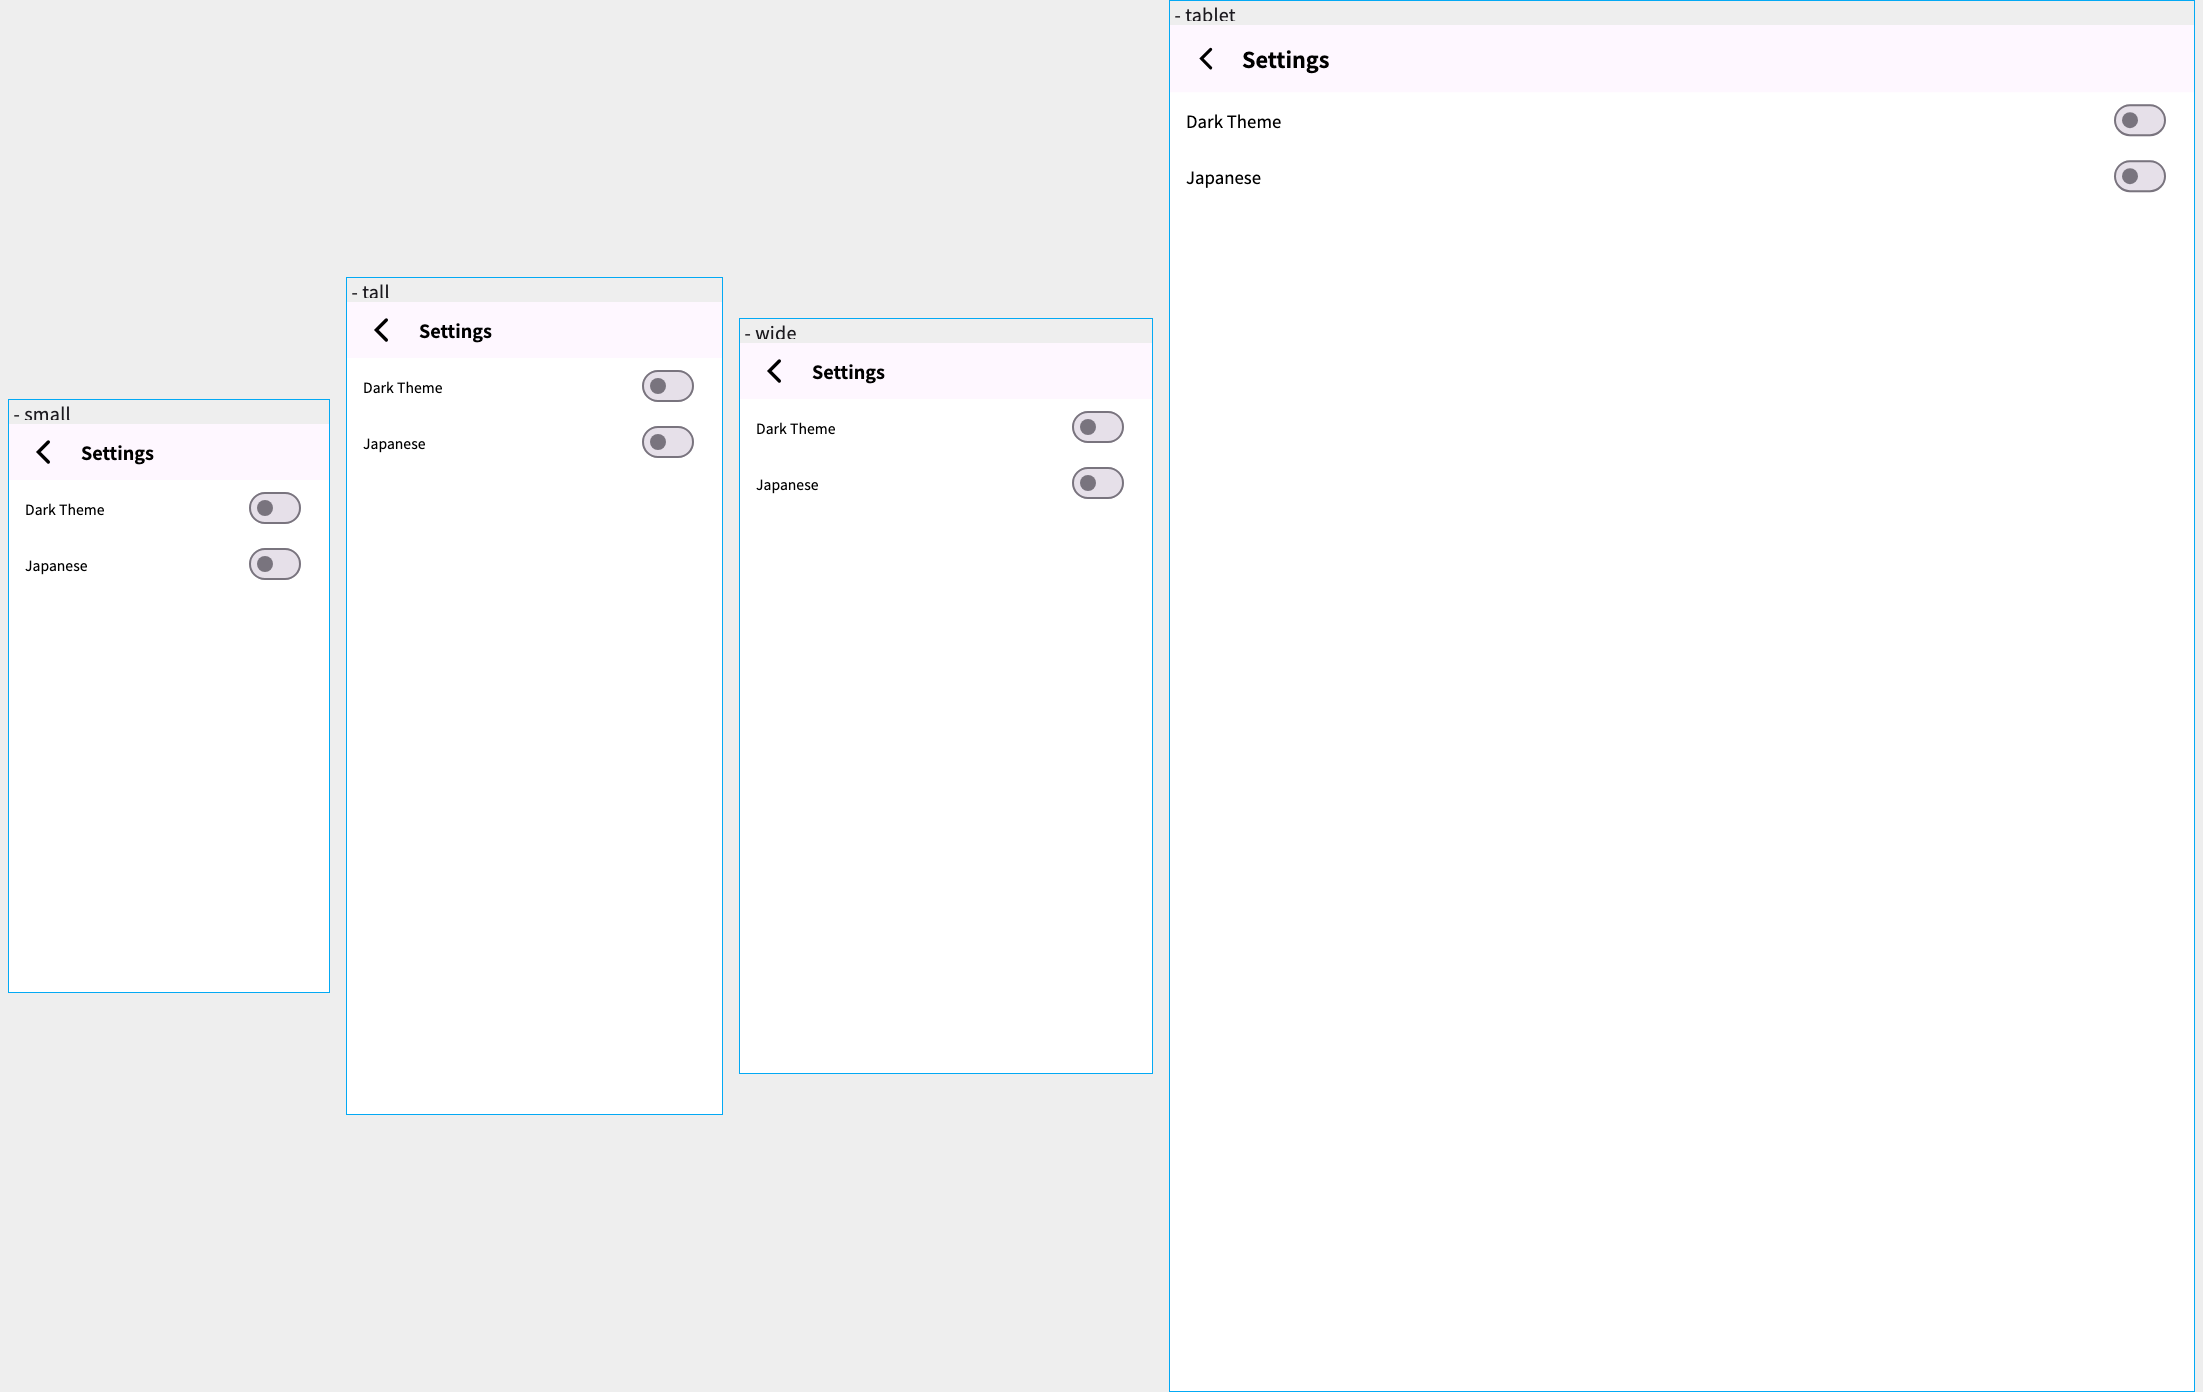 - small
Settings
Dark Theme
Japanese
- tall
Settings
Dark Theme
Japanese
- wide
Settings
Dark Theme
Japanese
- tablet
Settings
Dark Theme
Japanese